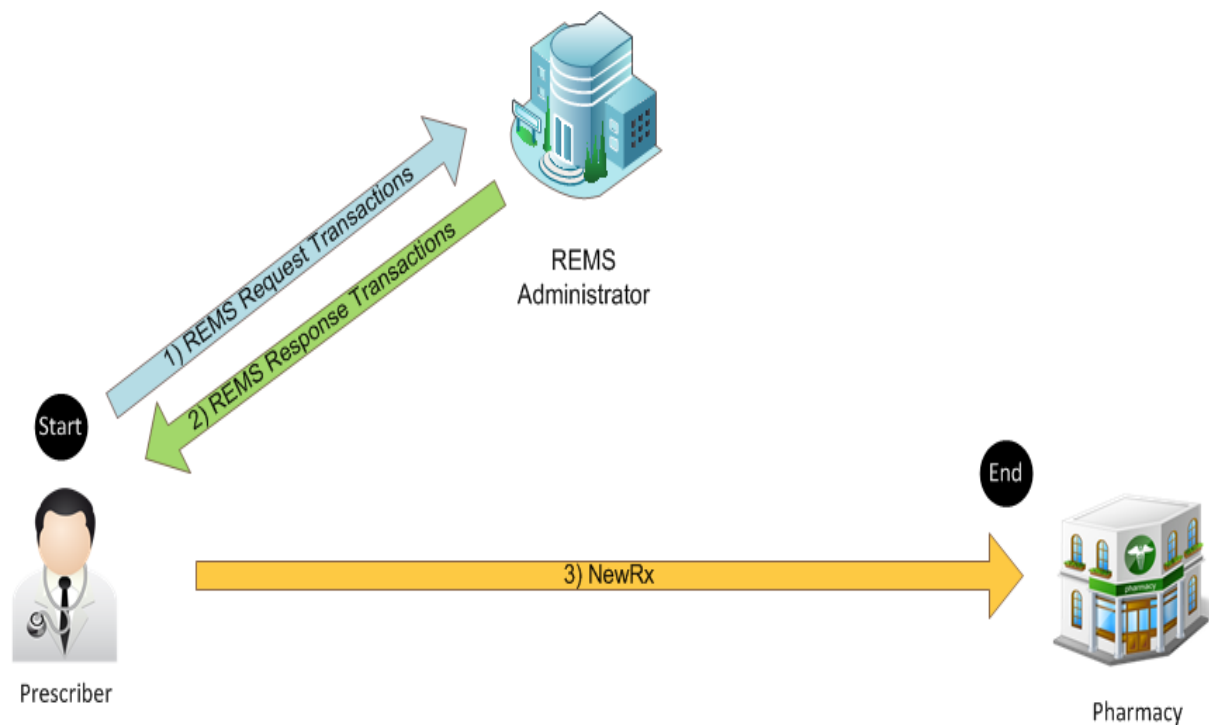 REMS
Administrator
1) REMS Request Transactions
2) REMS Response Transactions
Start
End
3) NewRx
pharmacy
Prescriber
Pharmacy